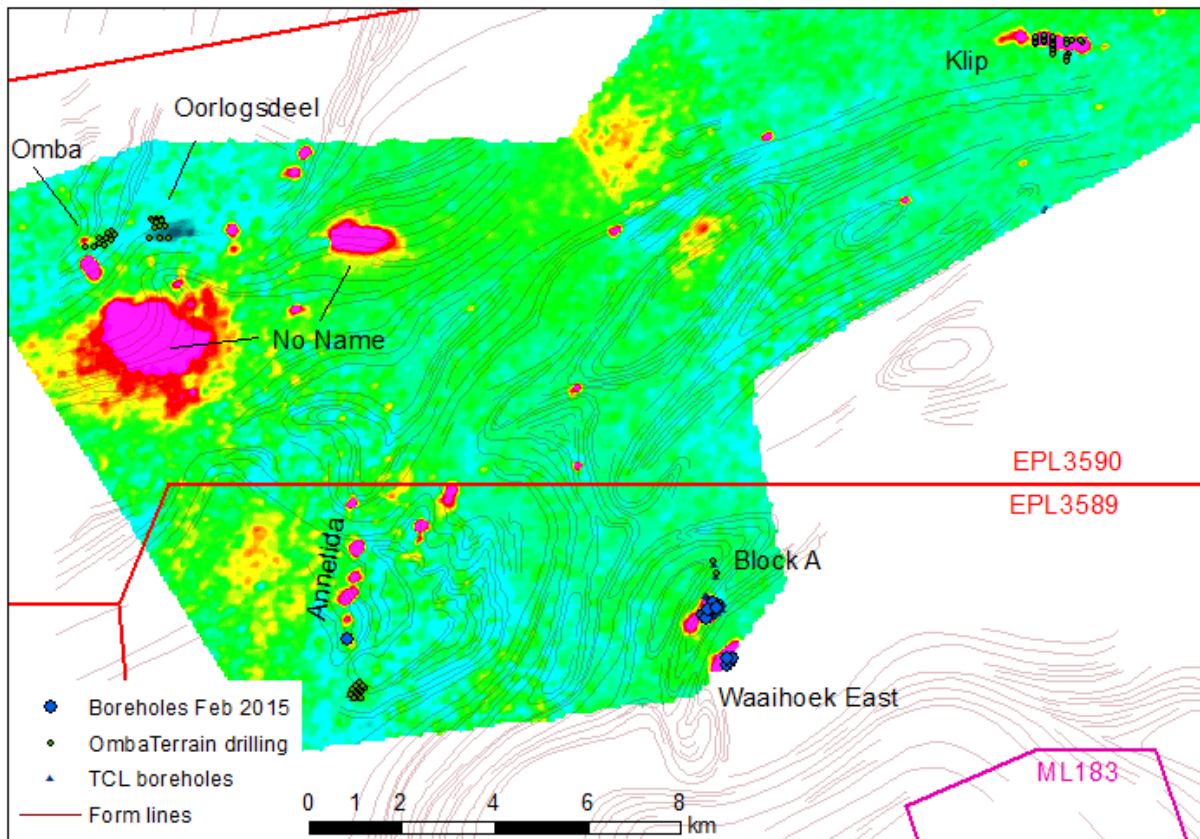 Klip
Oorlogsdeel
Omba
No Name
EPL3590
EPL3589
Annelida
Block A
Waaihoek East
Boreholes Feb 2015
OmbaTerrain drilling
TCL boreholes
Form lines
ML183
0 1 2 4 6 8
km